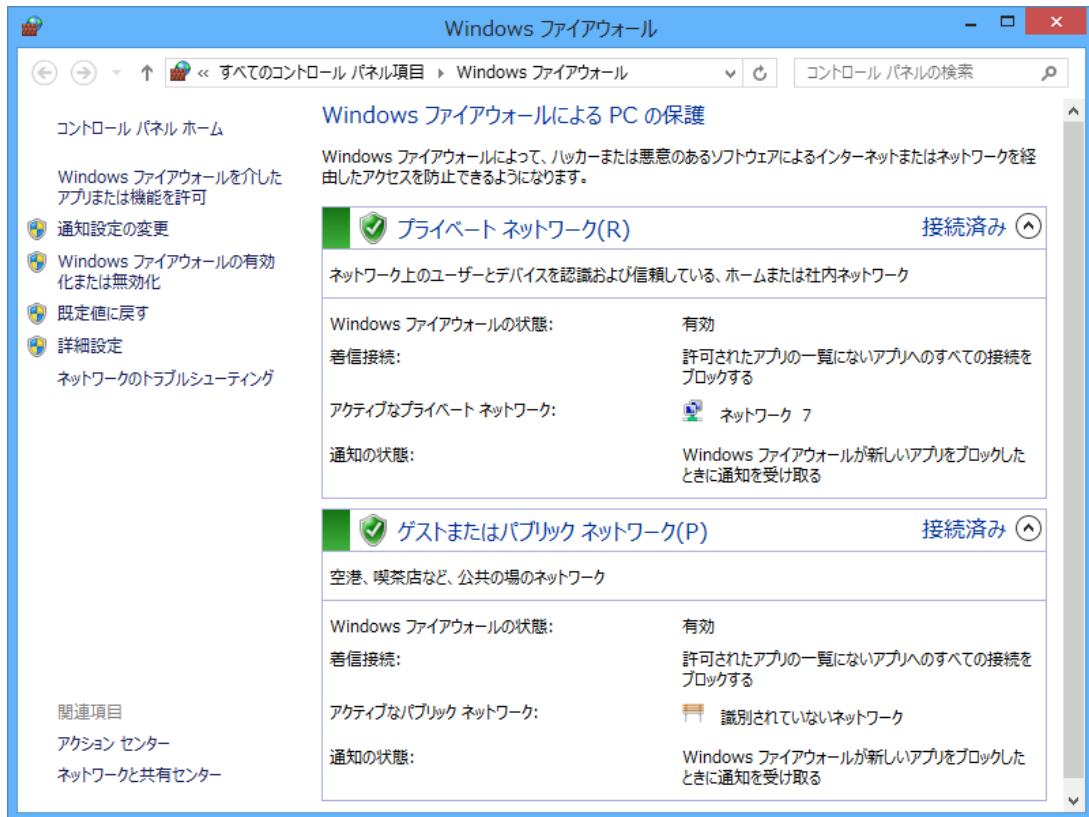 Windows ファイアウォール
« すべてのコントロール パネル項目 ▸ Windows ファイアウォール
コントロール パネルの検索
コントロール パネル ホーム
Windows ファイアウォールを介した
アプリまたは機能を許可
通知設定の変更
Windows ファイアウォールの有効
化または無効化
既定値に戻す
詳細設定
ネットワークのトラブルシューティング
関連項目
アクション センター
ネットワークと共有センター
Windows ファイアウォールによる PC の保護
Windows ファイアウォールによって、ハッカーまたは悪意のあるソフトウェアによるインターネットまたはネットワークを経
由したアクセスを防止できるようになります。
プライベート ネットワーク(R) 接続済み
ネットワーク上のユーザーとデバイスを認識および信頼している、ホームまたは社内ネットワーク
Windows ファイアウォールの状態: 有効
着信接続: 許可されたアプリの一覧にないアプリへのすべての接続を
ブロックする
アクティブなプライベート ネットワーク: ネットワーク 7
通知の状態: Windows ファイアウォールが新しいアプリをブロックした
ときに通知を受け取る
ゲストまたはパブリック ネットワーク(P) 接続済み
空港、喫茶店など、公共の場のネットワーク
Windows ファイアウォールの状態: 有効
着信接続: 許可されたアプリの一覧にないアプリへのすべての接続を
ブロックする
アクティブなパブリック ネットワーク: 識別されていないネットワーク
通知の状態: Windows ファイアウォールが新しいアプリをブロックした
ときに通知を受け取る